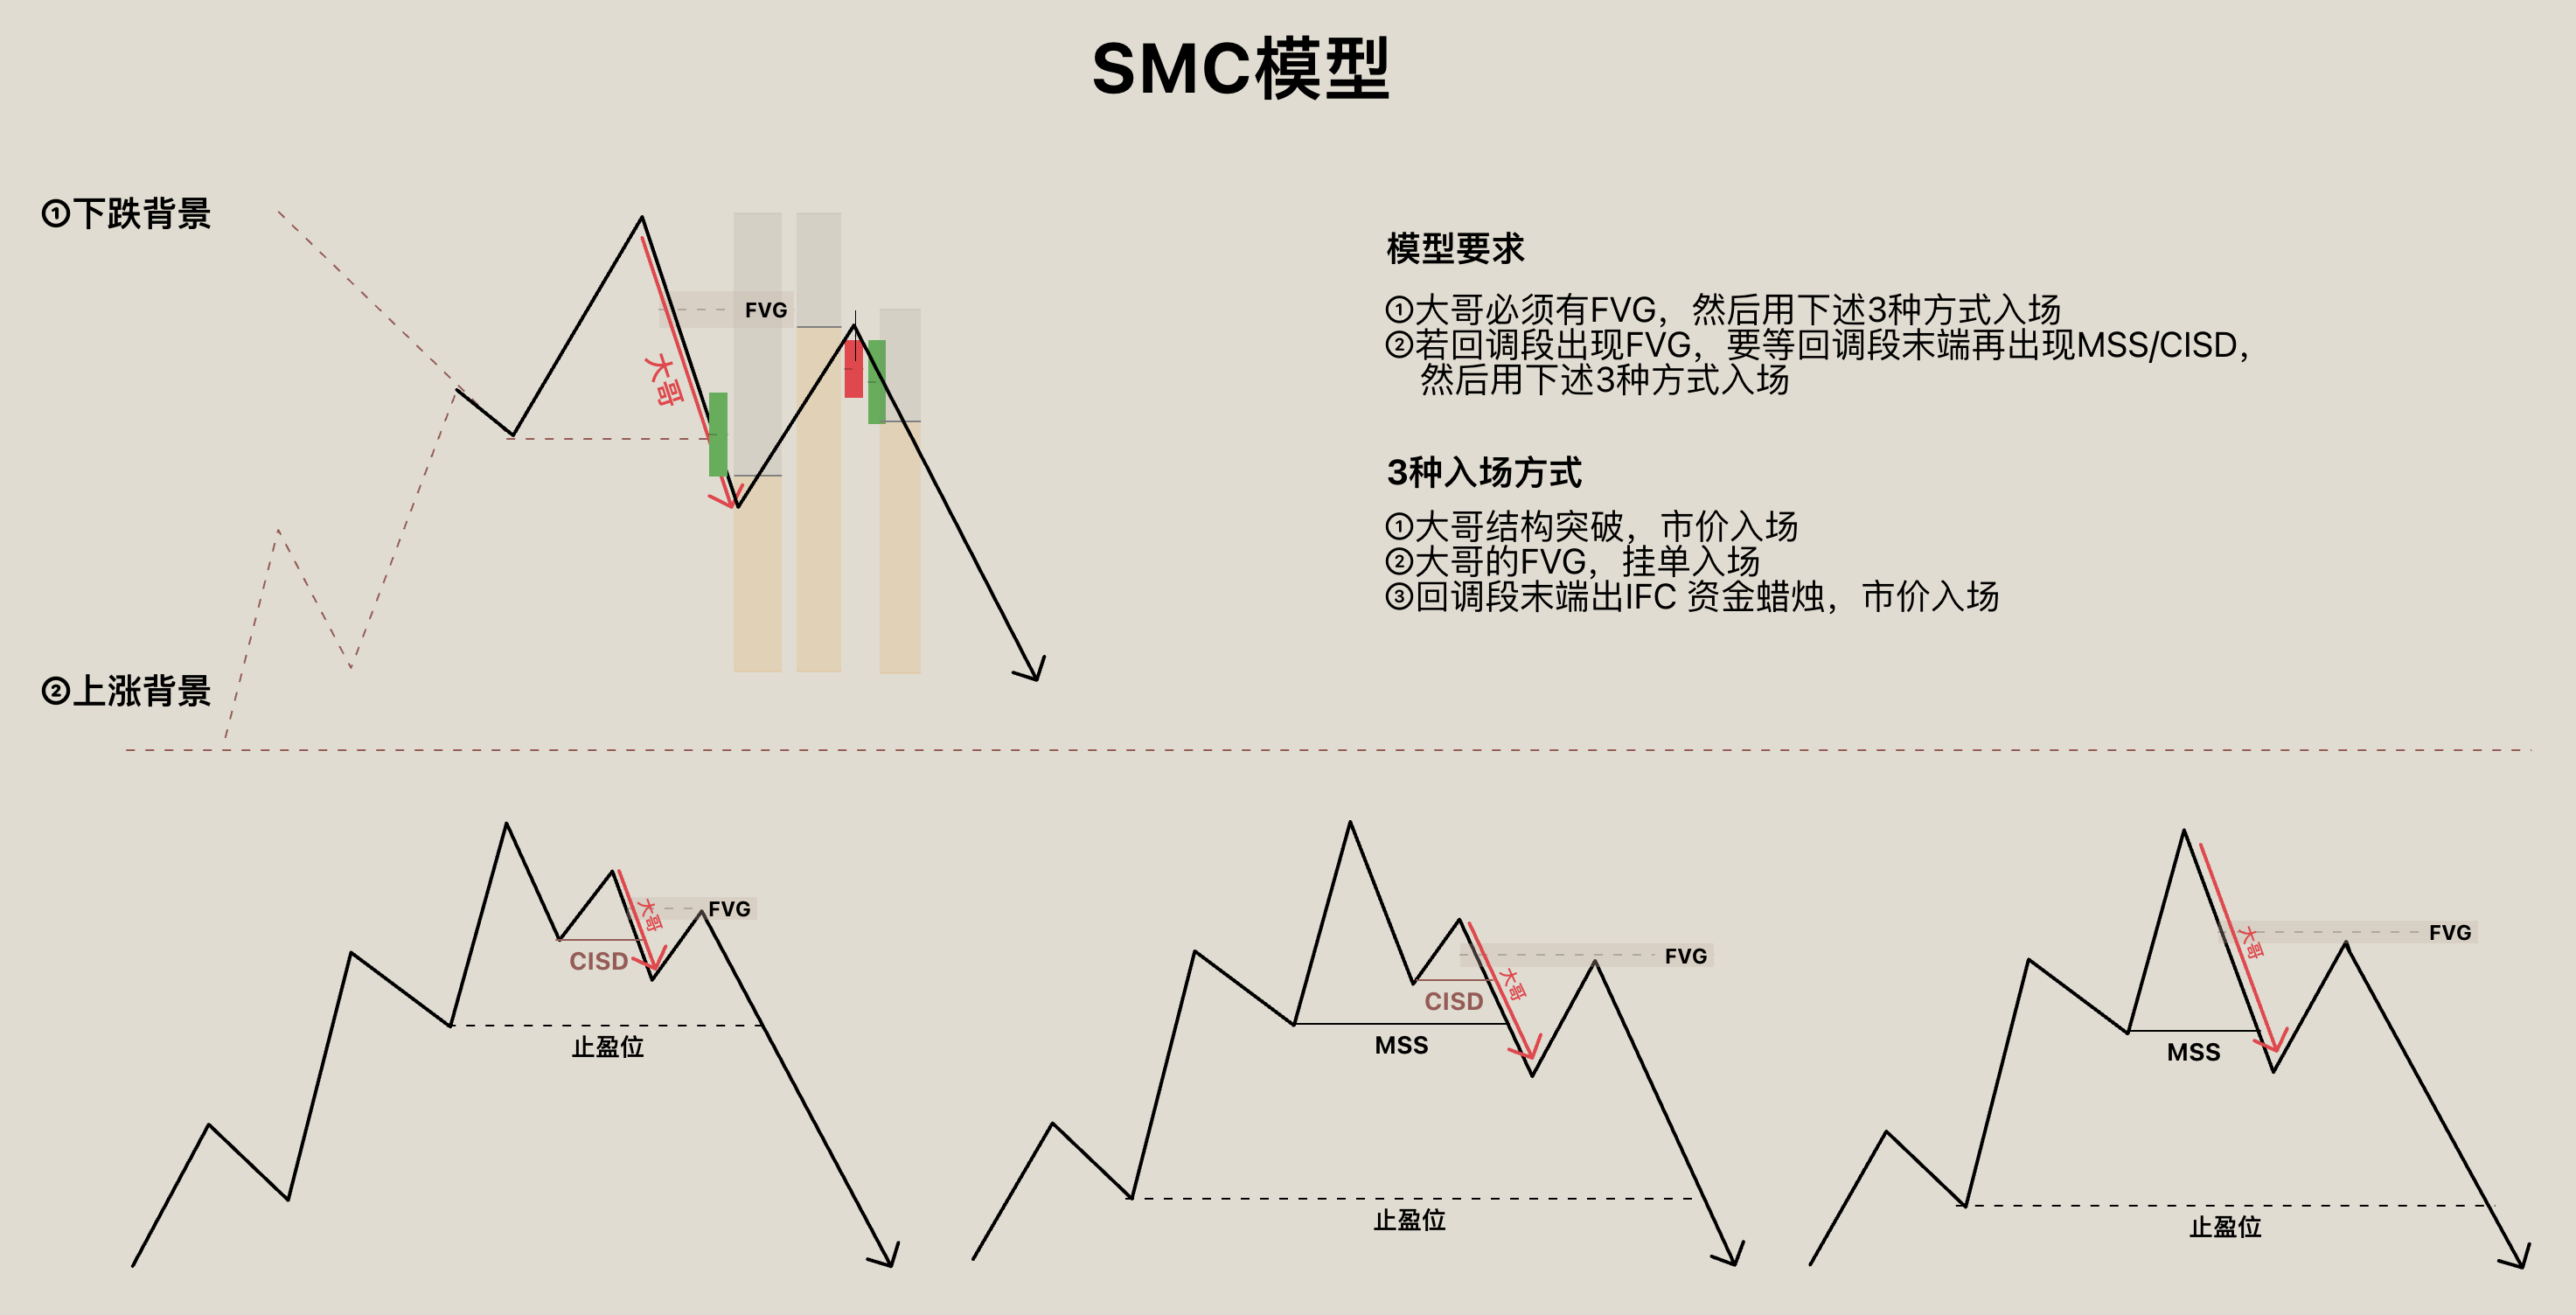 SMC模型
①下跌背景
FVG
大哥
②上涨背景
模型要求
①大哥必须有FVG，然后用下述3种方式入场
②若回调段出现FVG，要等回调段末端再出现MSS/CISD，
然后用下述3种方式入场
3种入场方式
①大哥结构突破，市价入场
②大哥的FVG，挂单入场
③回调段末端出IFC 资金蜡烛，市价入场
大哥
FVG
CISD
止盈位
FVG
大哥
CISD
MSS
止盈位
大哥
FVG
MSS
止盈位